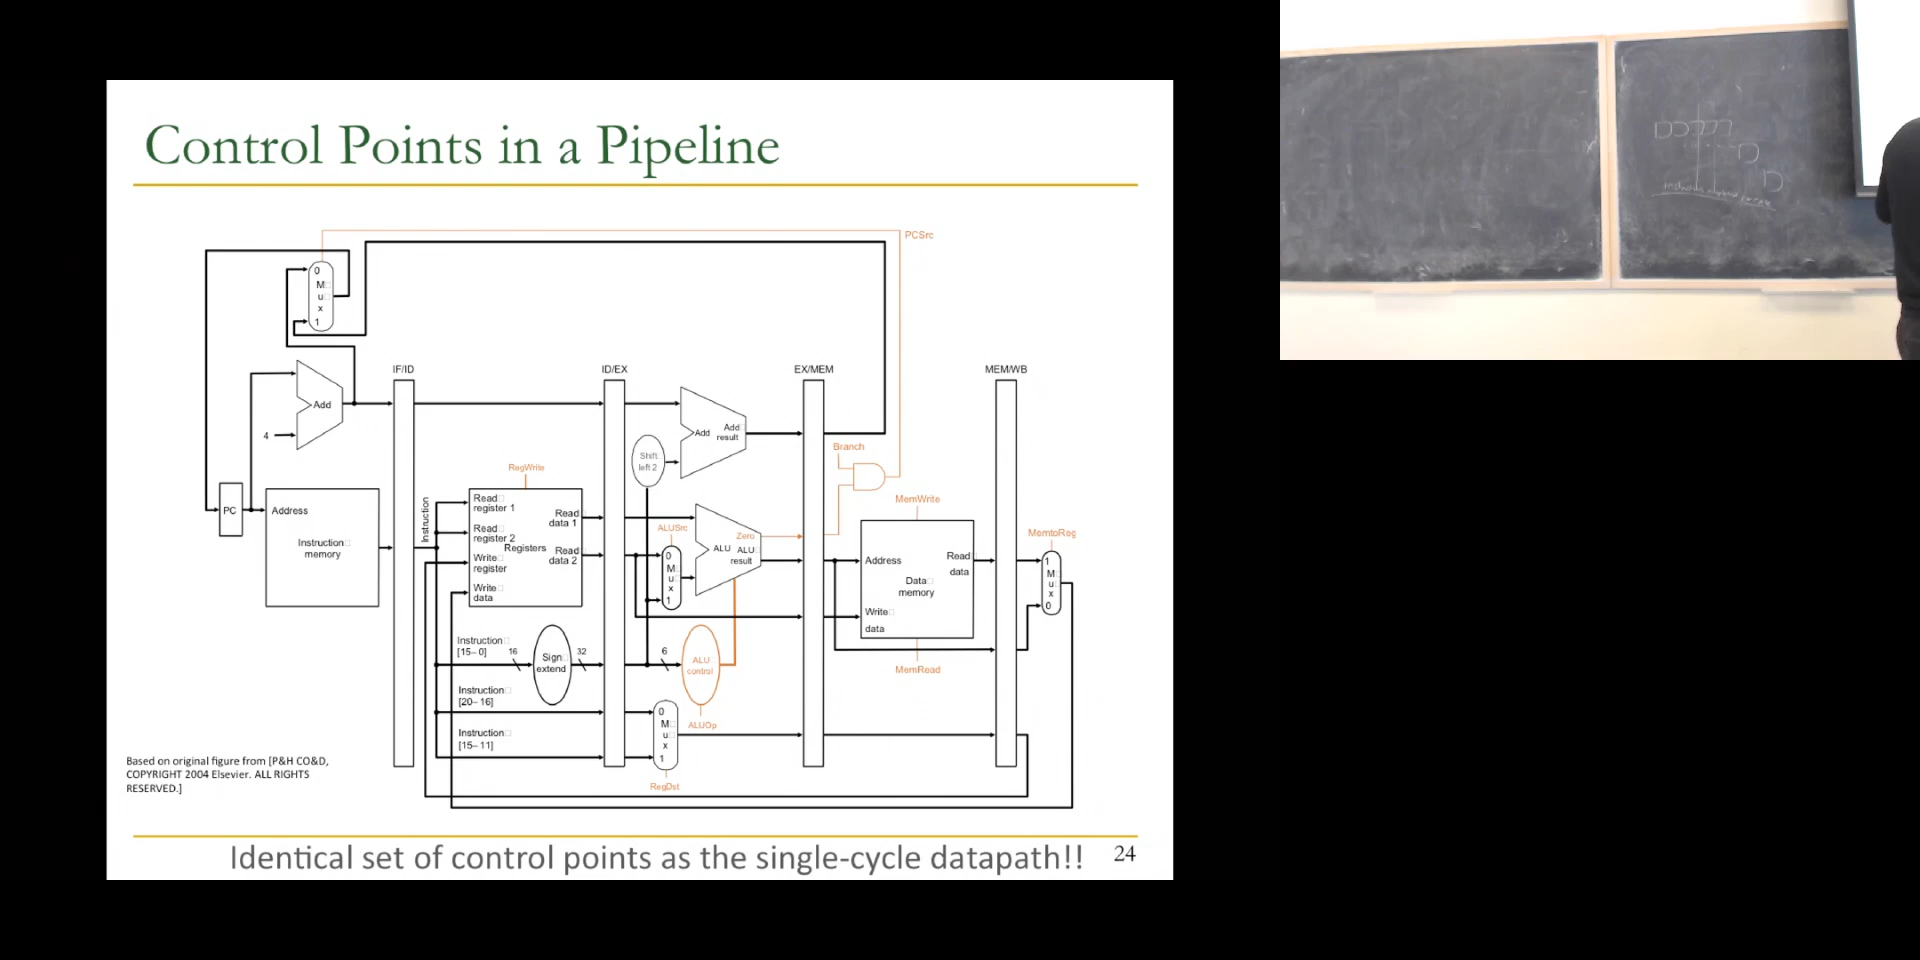 Control Points in a Pipeline
PCSrc
0
M
u
x
1
IF/ID
ID/EX
EX/MEM
MEM/WB
Add
4
Add
Add
result
Shift
left 2
Branch
RegWrite
MemWrite
PC
Address
Instruction
memory
Instruction
Read
register 1
Read
register 2
Write
register
Write
data
Registers
Read
data 1
Read
data 2
ALUSrc
0
M
u
x
1
Zero
ALU
ALU
result
Address
Read
data
Data
memory
Write
data
MemRead
MemtoReg
1
M
u
x
0
Instruction
[15–0]
16
Sign
extend
32
6
ALU
control
ALUOp
Instruction
[20–16]
Instruction
[15–11]
0
M
u
x
1
RegDst
Based on original figure from [P&H CO&D,
COPYRIGHT 2004 Elsevier. ALL RIGHTS
RESERVED.]
Identical set of control points as the single-cycle datapath!!
24